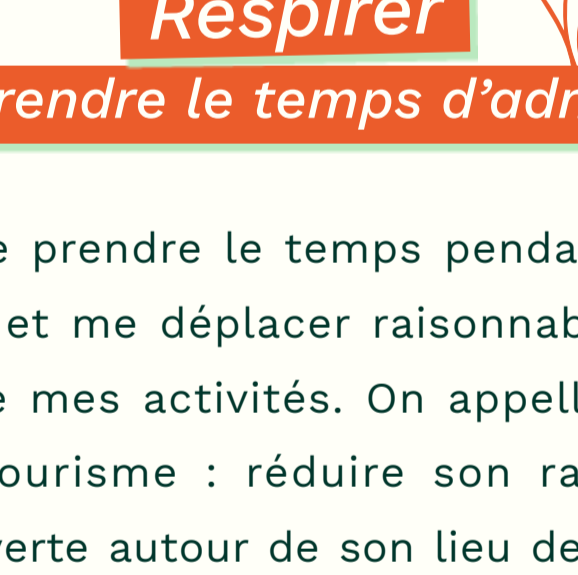 Respirer
rendre le temps d'adr
e prendre le temps penda
et me déplacer raisonnab
e mes activités. On appell
ourisme : réduire son ra
verte autour de son lieu de